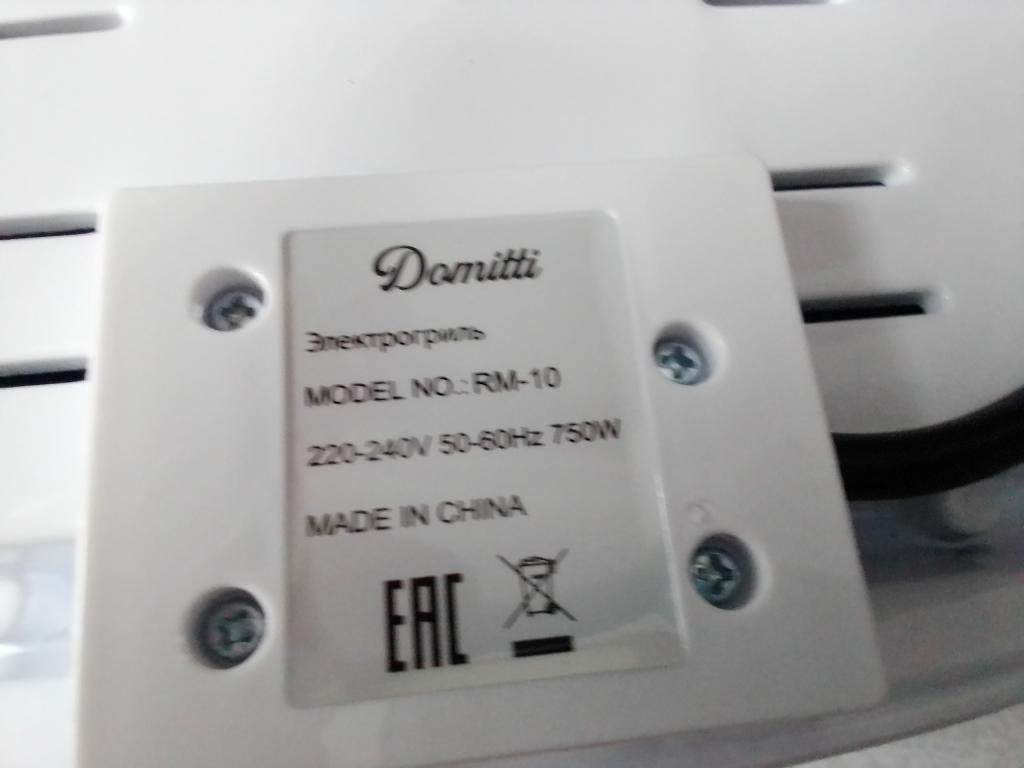 Domitti
Электрогриль
MODEL NO.: RM-10
220-240V 50-60Hz 750W
MADE IN CHINA
EAC